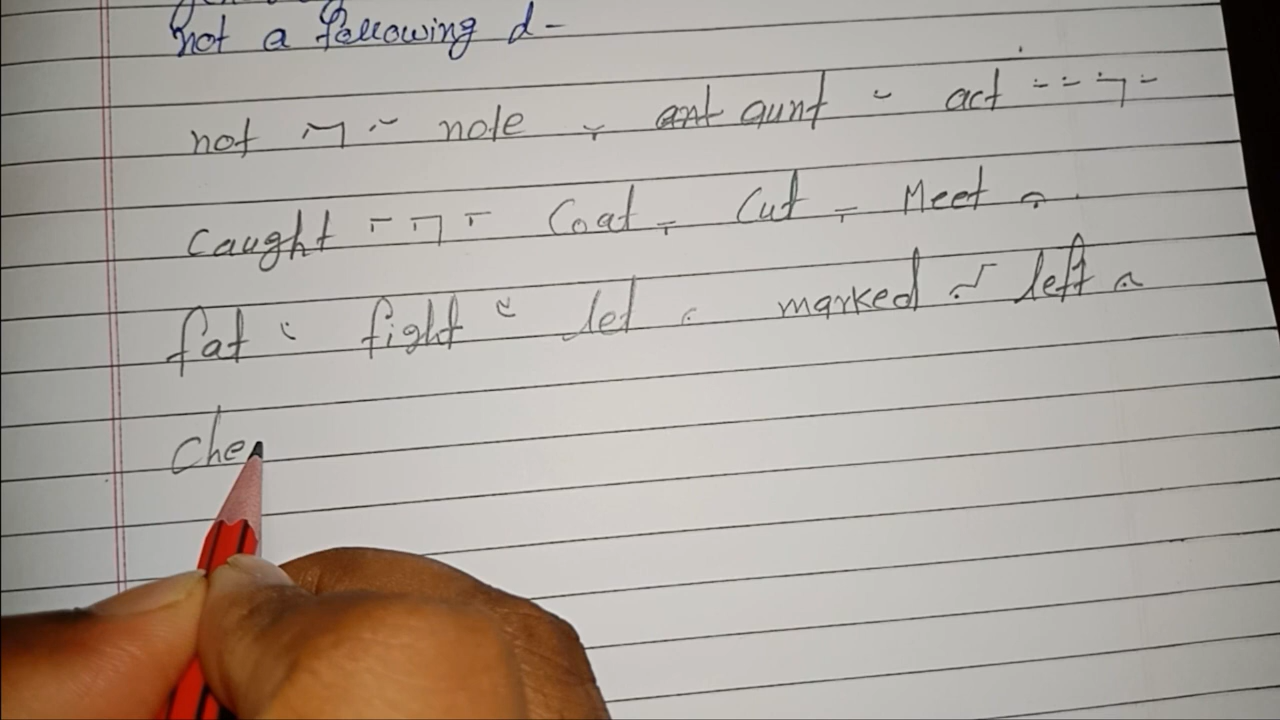 not a following d-
not note , ant aunt act
caught Coat , Cut , Meet
fat fight let marked left
Che